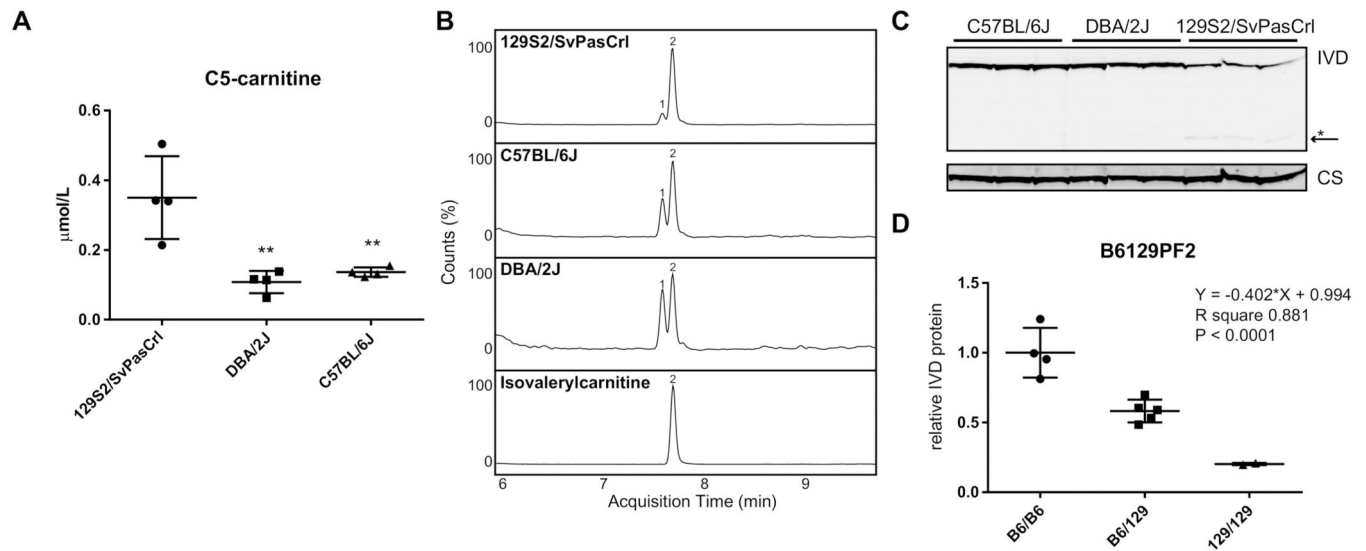 A
C5-carnitine
μmol/L
0.6
0.4
0.2
0.0
**
**
129S2/SvPasCrl
DBA/2J
C57BL/6J
B
Counts (%)
129S2/SvPasCrl
100
0
1
2
C57BL/6J
100
0
1
2
DBA/2J
100
0
1
2
Isovalerylcarnitine
100
0
2
6 7 8 9
Acquisition Time (min)
C
C57BL/6J DBA/2J 129S2/SvPasCrl
IVD
*
CS
D
B6129PF2
relative IVD protein
1.5
1.0
0.5
0.0
Y = -0.402*X + 0.994
R square 0.881
P < 0.0001
B6/B6
B6/129
129/129